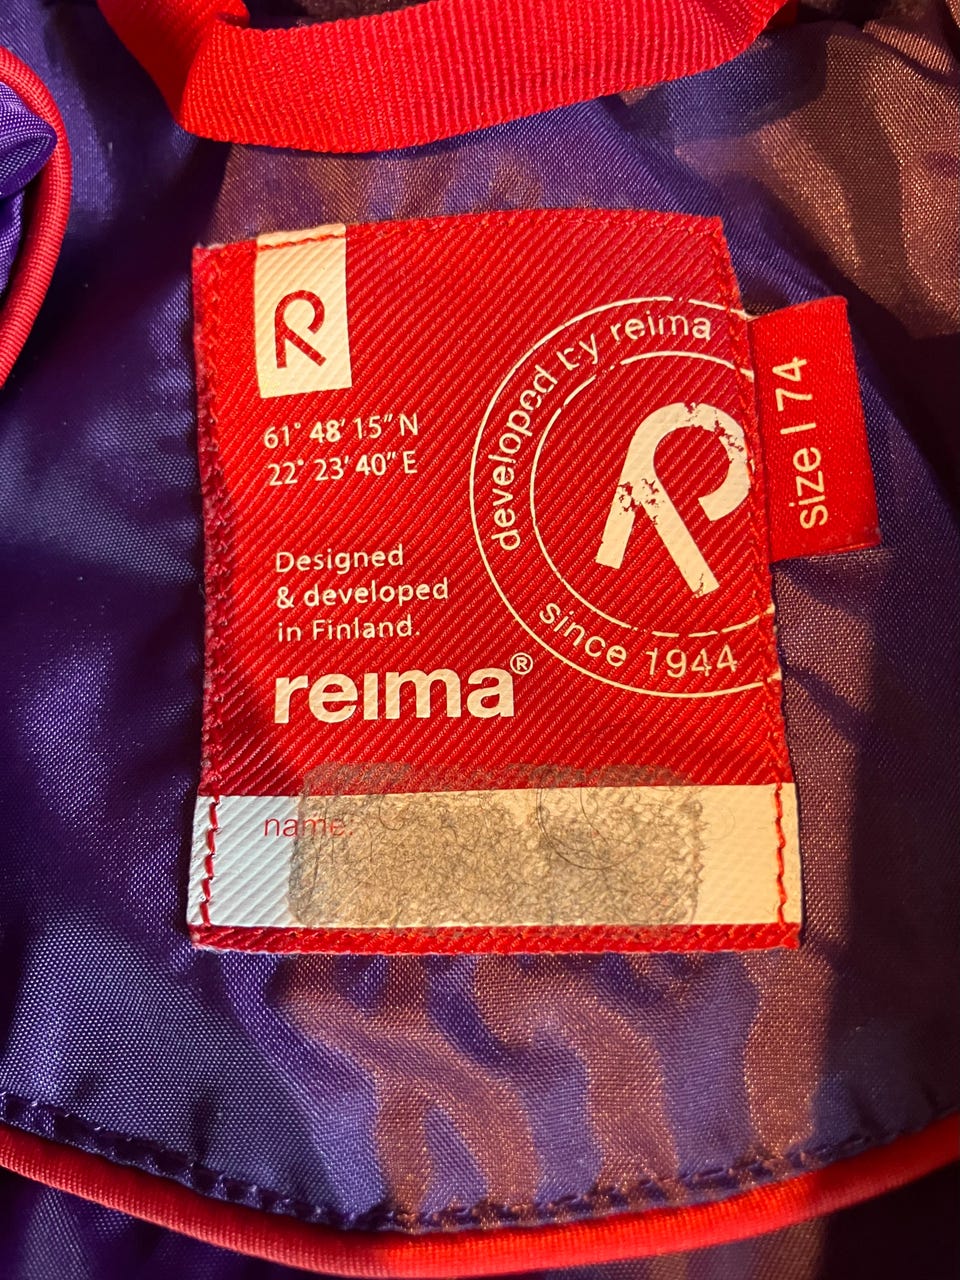 61° 48' 15" N
22° 23' 40" E
developed by reima
since 1944
size | 74
Designed
& developed
in Finland.
reima®
name: